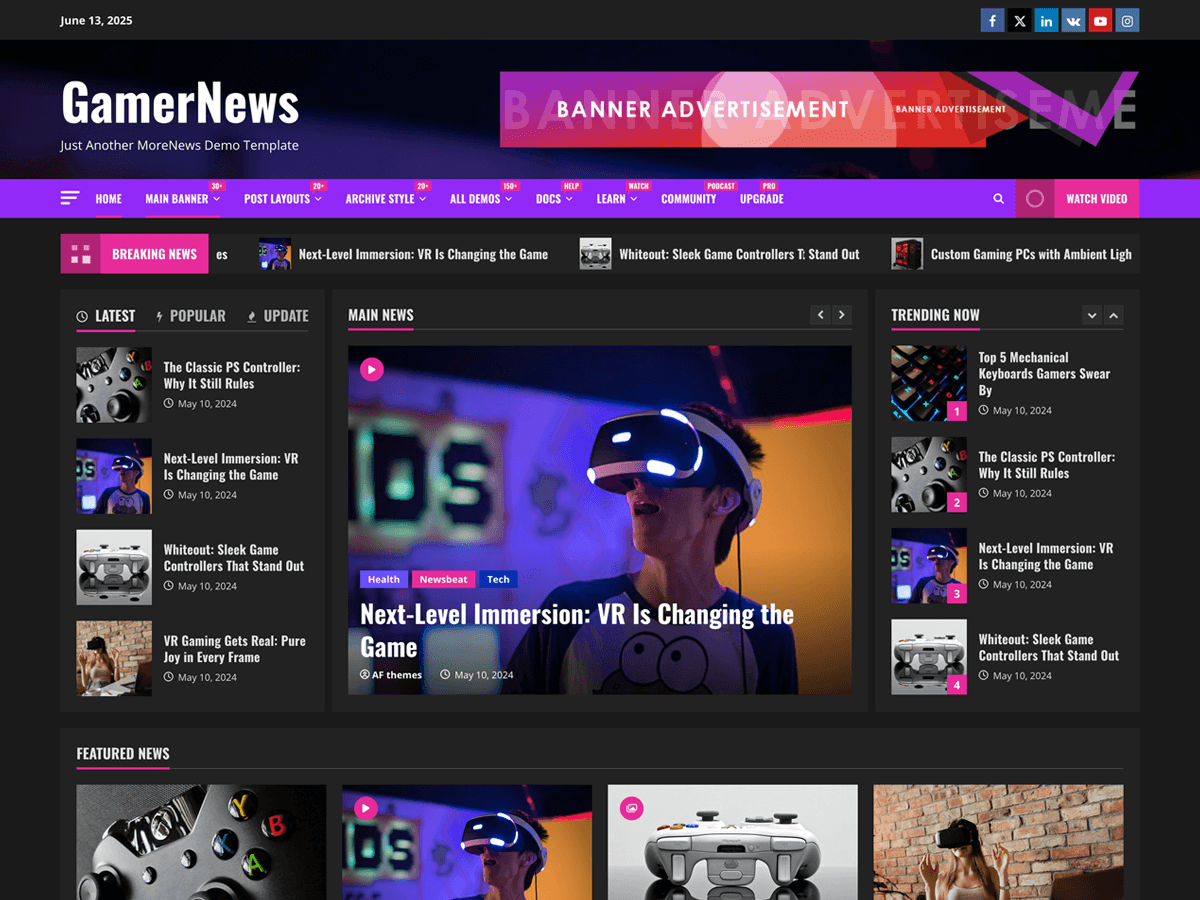 June 13, 2025
GamerNews
Just Another MoreNews Demo Template
BANNER ADVERTISEME
BANNER ADVERTISEMENT
BANNER ADVERTISEMENT
30+ 20+ 20+ 150+ HELP WATCH PODCAST PRO
HOME MAIN BANNER POST LAYOUTS ARCHIVE STYLE ALL DEMOS DOCS LEARN COMMUNITY UPGRADE WATCH VIDEO
BREAKING NEWS es Next-Level Immersion: VR Is Changing the Game Whiteout: Sleek Game Controllers T: Stand Out Custom Gaming PCs with Ambient Ligh
LATEST POPULAR UPDATE
The Classic PS Controller:
Why It Still Rules
May 10, 2024
Next-Level Immersion: VR
Is Changing the Game
May 10, 2024
Whiteout: Sleek Game
Controllers That Stand Out
May 10, 2024
VR Gaming Gets Real: Pure
Joy in Every Frame
May 10, 2024
MAIN NEWS
DS
Health Newsbeat Tech
Next-Level Immersion: VR Is Changing the
Game
AF themes May 10, 2024
TRENDING NOW
Top 5 Mechanical
Keyboards Gamers Swear
By
1 May 10, 2024
The Classic PS Controller:
Why It Still Rules
2 May 10, 2024
Next-Level Immersion: VR
Is Changing the Game
3 May 10, 2024
Whiteout: Sleek Game
Controllers That Stand Out
4 May 10, 2024
FEATURED NEWS
Y
B
X
A